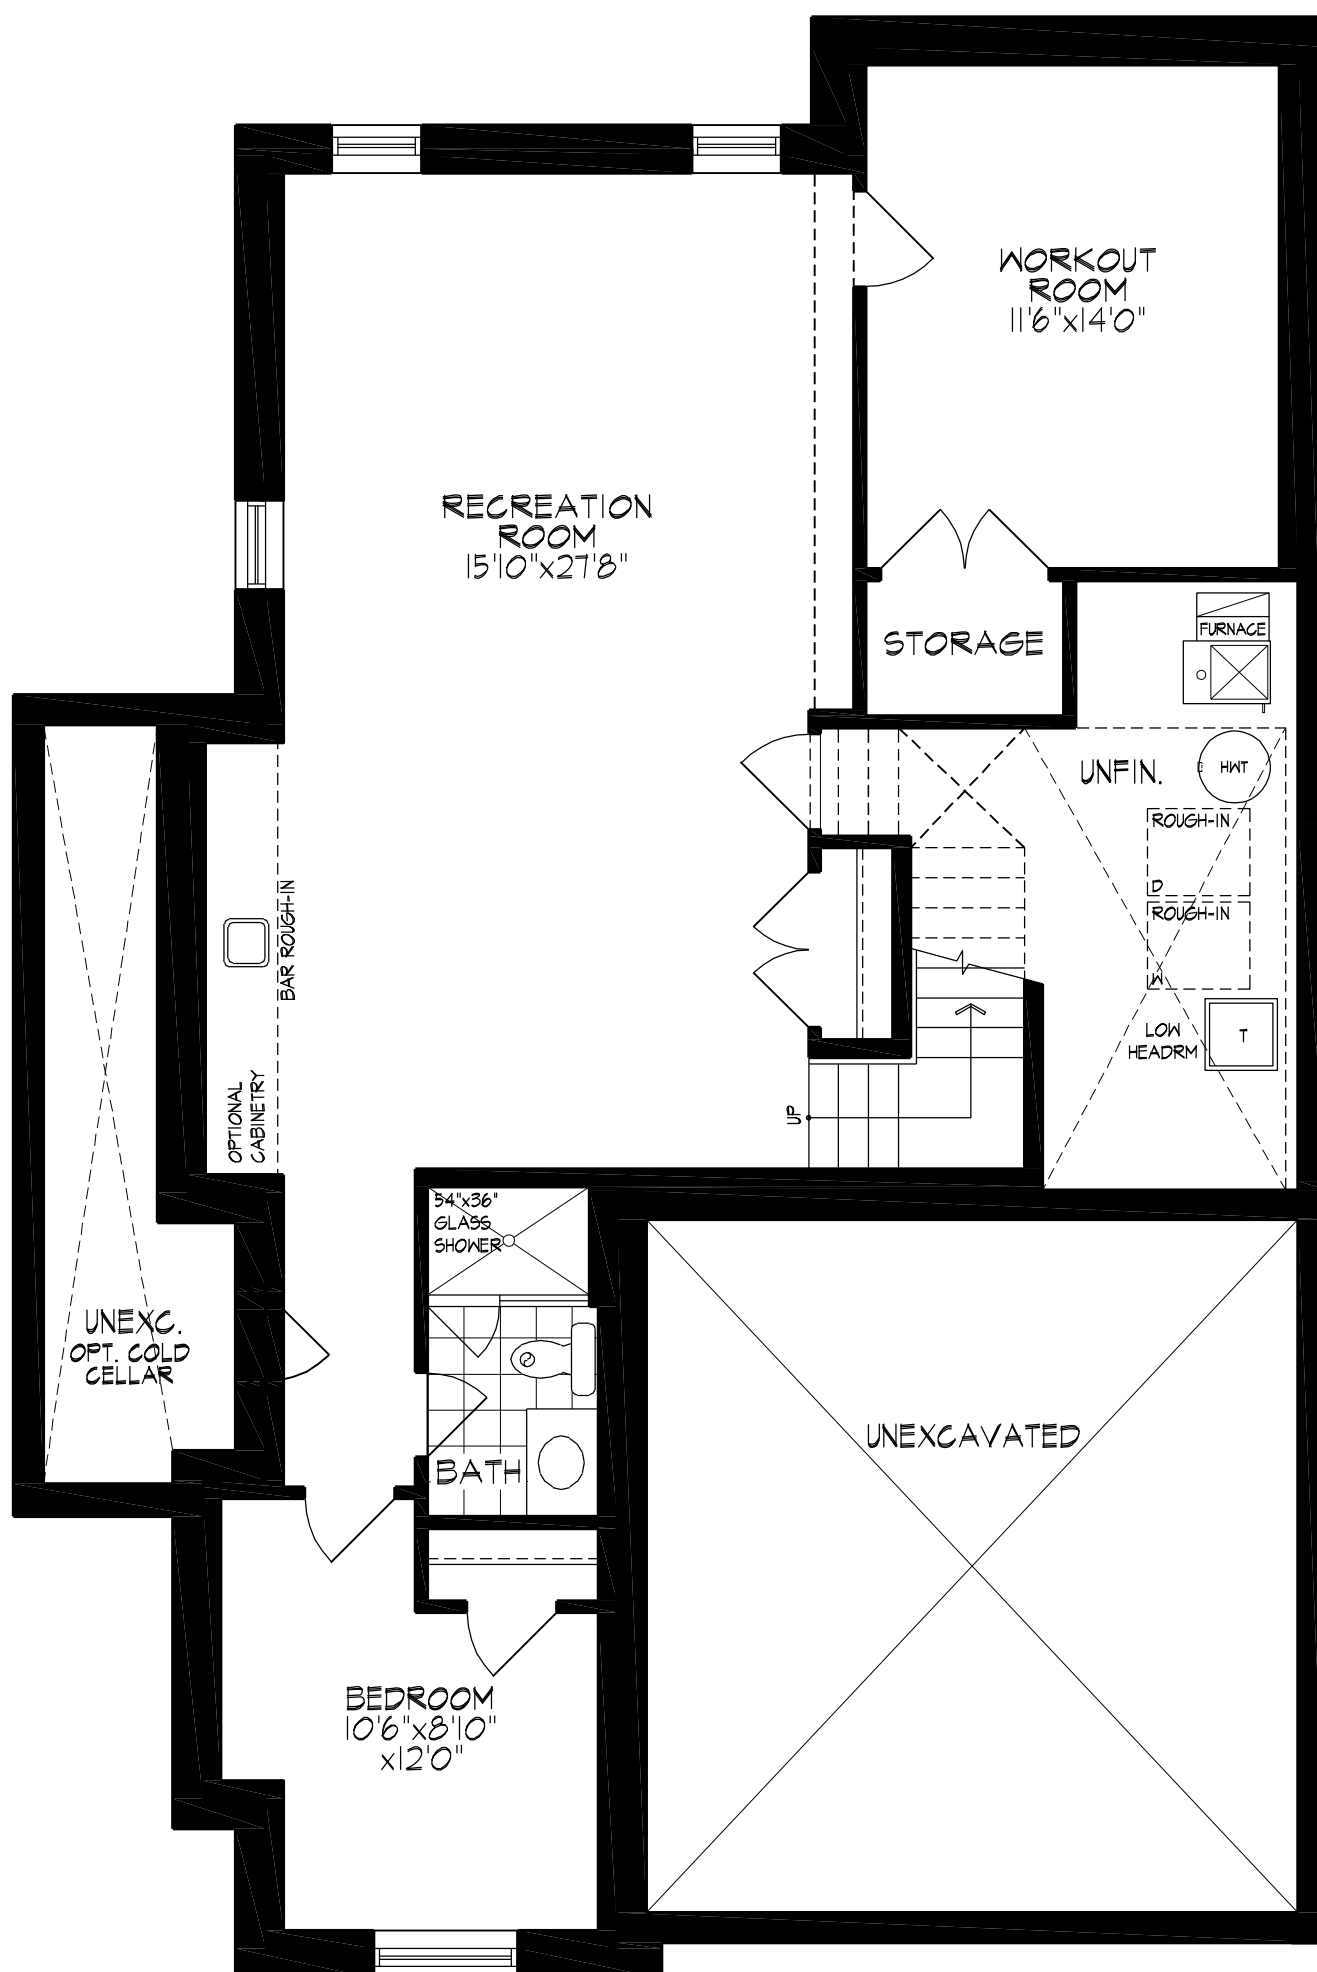 WORKOUT
ROOM
11'6"x14'0"
RECREATION
ROOM
15'10"x27'8"
STORAGE
FURNACE
UNFIN.
HWT
ROUGH-IN
D
ROUGH-IN
W
LOW
HEADRM
T
BAR ROUGH-IN
OPTIONAL
CABINETRY
UP
54"x36"
GLASS
SHOWER
UNEXC.
OPT. COLD
CELLAR
BATH
UNEXCAVATED
BEDROOM
10'6"x8'10"
x12'0"